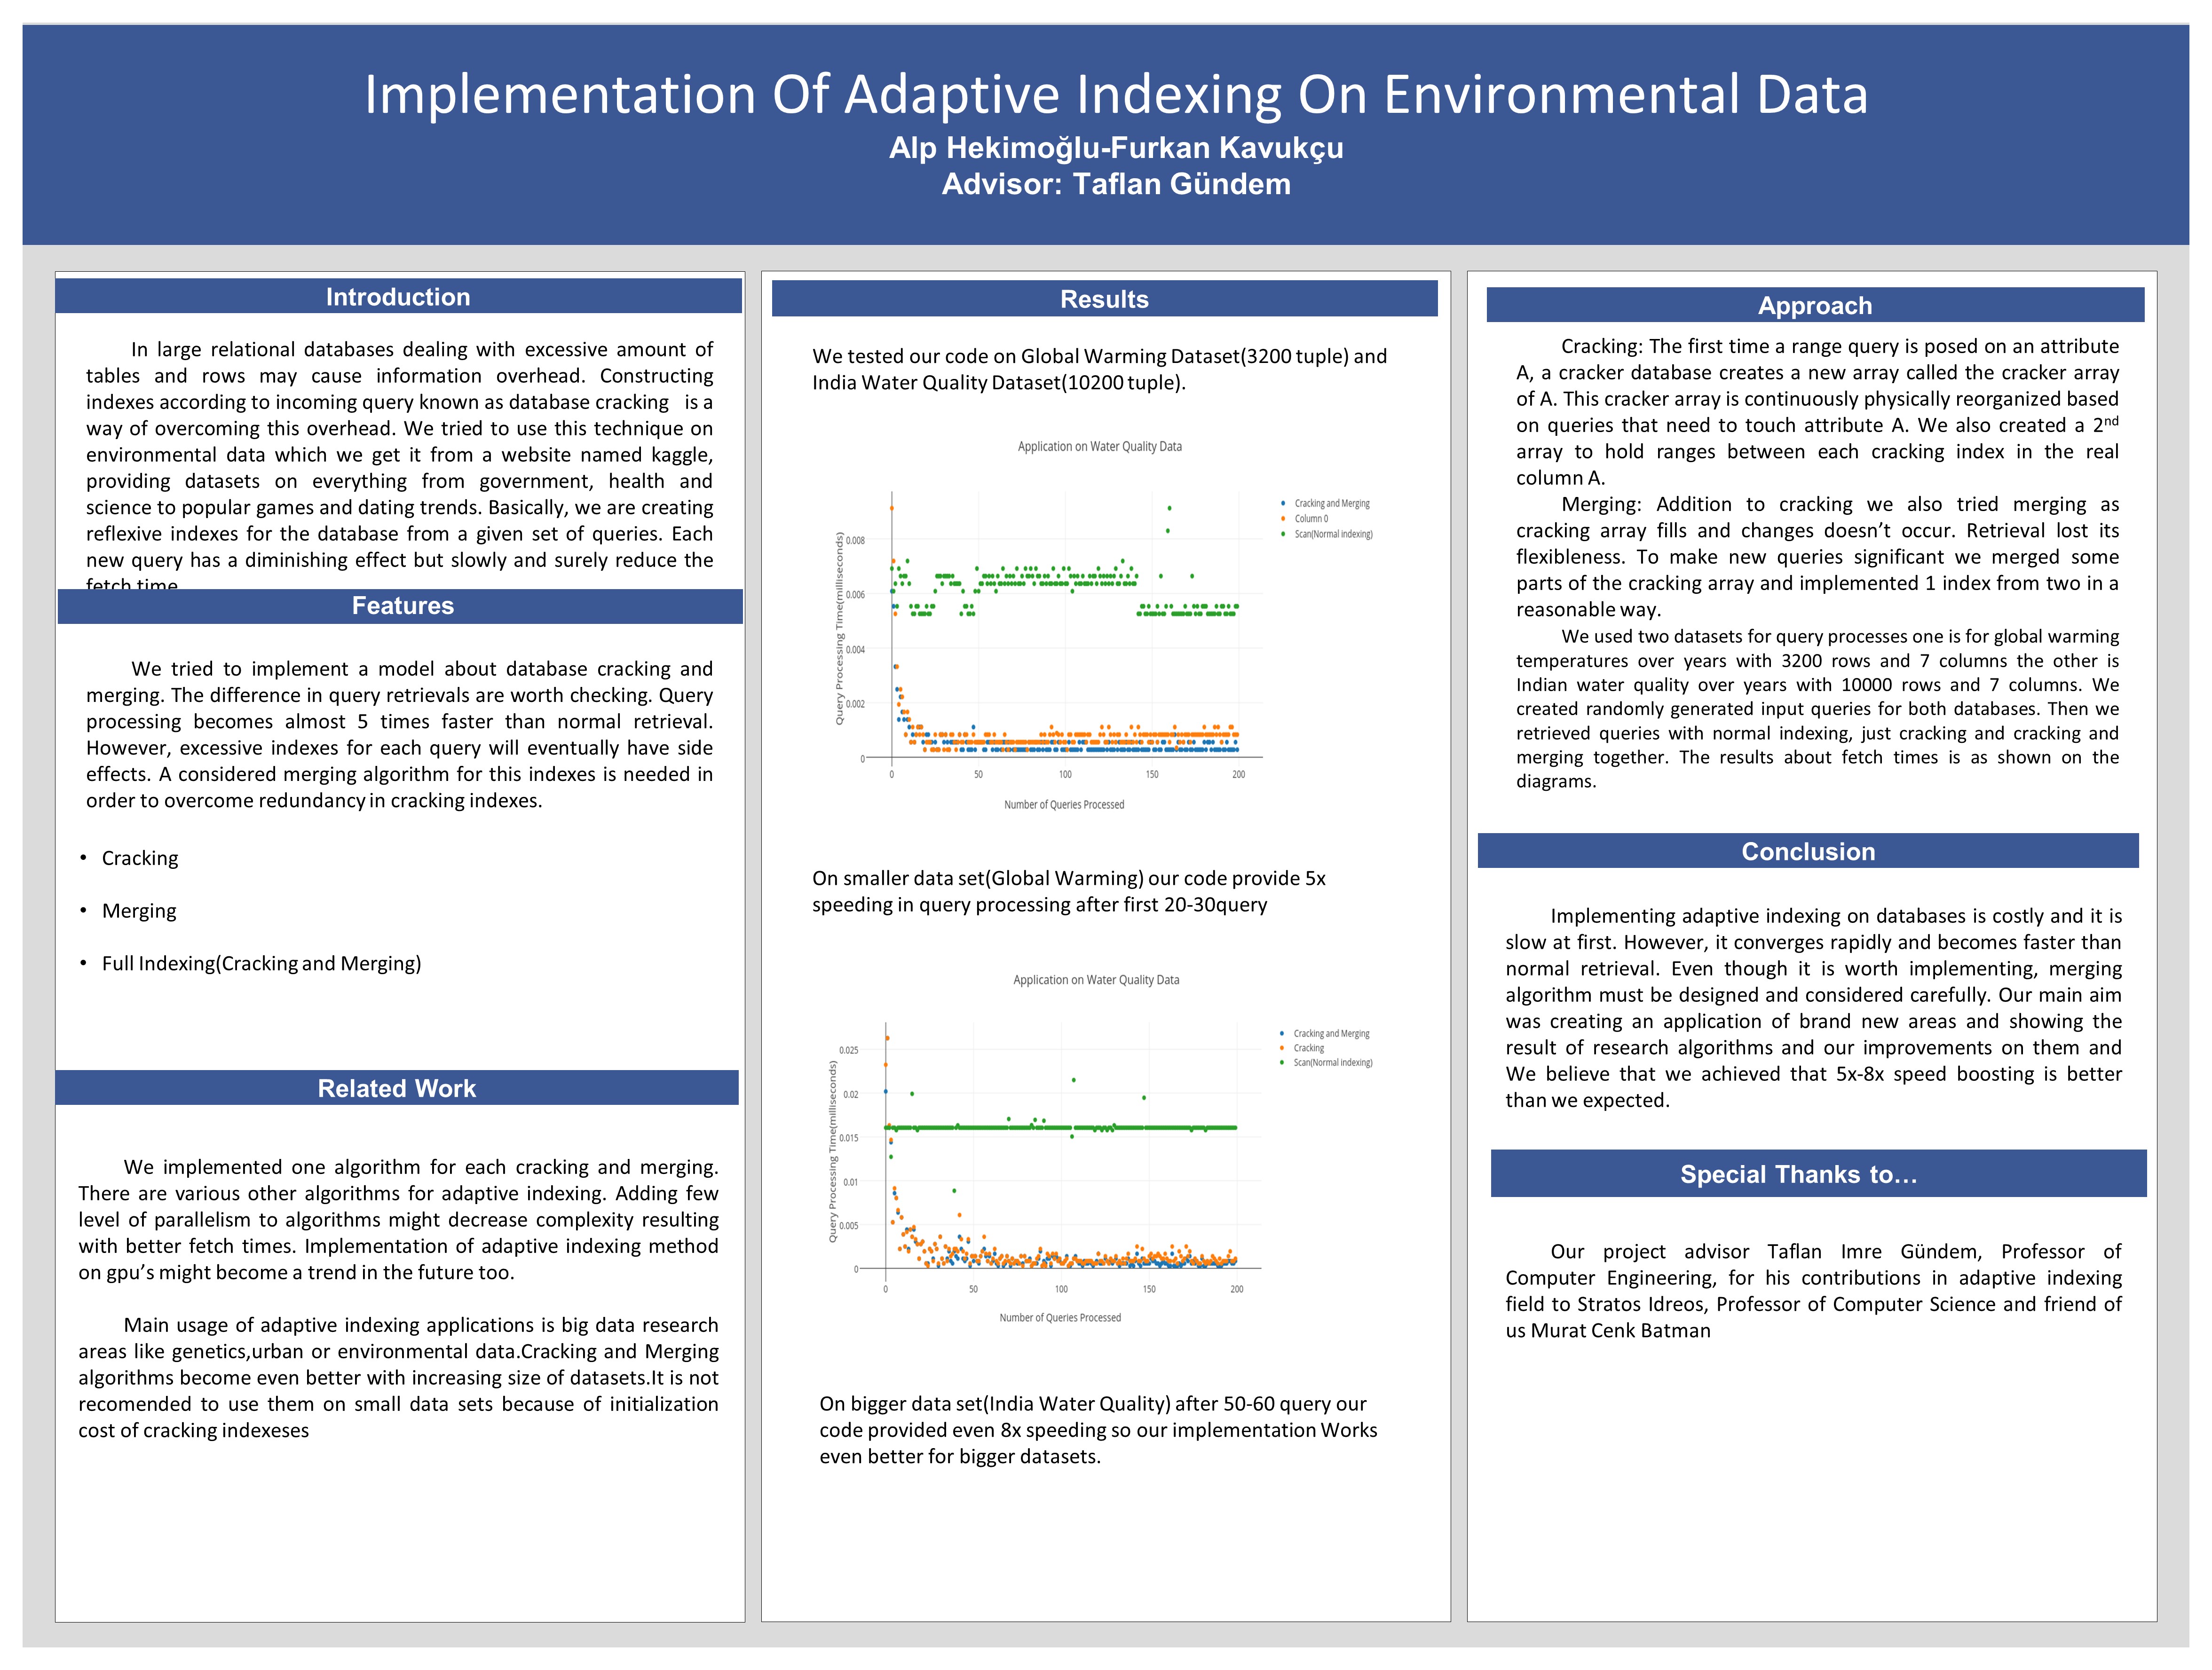 Implementation Of Adaptive Indexing On Environmental Data
Alp Hekimoğlu-Furkan Kavukçu
Advisor: Taflan Gündem
Introduction
In large relational databases dealing with excessive amount of
tables and rows may cause information overhead. Constructing
indexes according to incoming query known as database cracking is a
way of overcoming this overhead. We tried to use this technique on
environmental data which we get it from a website named kaggle,
providing datasets on everything from government, health and
science to popular games and dating trends. Basically, we are creating
reflexive indexes for the database from a given set of queries. Each
new query has a diminishing effect but slowly and surely reduce the
fetch time
Features
We tried to implement a model about database cracking and
merging. The difference in query retrievals are worth checking. Query
processing becomes almost 5 times faster than normal retrieval.
However, excessive indexes for each query will eventually have side
effects. A considered merging algorithm for this indexes is needed in
order to overcome redundancy in cracking indexes.
• Cracking
• Merging
• Full Indexing(Cracking and Merging)
Related Work
We implemented one algorithm for each cracking and merging.
There are various other algorithms for adaptive indexing. Adding few
level of parallelism to algorithms might decrease complexity resulting
with better fetch times. Implementation of adaptive indexing method
on gpu’s might become a trend in the future too.
Main usage of adaptive indexing applications is big data research
areas like genetics,urban or environmental data.Cracking and Merging
algorithms become even better with increasing size of datasets.It is not
recomended to use them on small data sets because of initialization
cost of cracking indexeses
Results
We tested our code on Global Warming Dataset(3200 tuple) and
India Water Quality Dataset(10200 tuple).
Application on Water Quality Data
Cracking and Merging
Column 0
Scan(Normal indexing)
Query Processing Time(milliseconds)
0.008
0.006
0.004
0.002
0
0 50 100 150 200
Number of Queries Processed
On smaller data set(Global Warming) our code provide 5x
speeding in query processing after first 20-30query
Application on Water Quality Data
Cracking and Merging
Cracking
Scan(Normal indexing)
Query Processing Time(milliseconds)
0.025
0.02
0.015
0.01
0.005
0
0 50 100 150 200
Number of Queries Processed
On bigger data set(India Water Quality) after 50-60 query our
code provided even 8x speeding so our implementation Works
even better for bigger datasets.
Approach
Cracking: The first time a range query is posed on an attribute
A, a cracker database creates a new array called the cracker array
of A. This cracker array is continuously physically reorganized based
on queries that need to touch attribute A. We also created a 2nd
array to hold ranges between each cracking index in the real
column A.
Merging: Addition to cracking we also tried merging as
cracking array fills and changes doesn’t occur. Retrieval lost its
flexibleness. To make new queries significant we merged some
parts of the cracking array and implemented 1 index from two in a
reasonable way.
We used two datasets for query processes one is for global warming
temperatures over years with 3200 rows and 7 columns the other is
Indian water quality over years with 10000 rows and 7 columns. We
created randomly generated input queries for both databases. Then we
retrieved queries with normal indexing, just cracking and cracking and
merging together. The results about fetch times is as shown on the
diagrams.
Conclusion
Implementing adaptive indexing on databases is costly and it is
slow at first. However, it converges rapidly and becomes faster than
normal retrieval. Even though it is worth implementing, merging
algorithm must be designed and considered carefully. Our main aim
was creating an application of brand new areas and showing the
result of research algorithms and our improvements on them and
We believe that we achieved that 5x-8x speed boosting is better
than we expected.
Special Thanks to…
Our project advisor Taflan Imre Gündem, Professor of
Computer Engineering, for his contributions in adaptive indexing
field to Stratos Idreos, Professor of Computer Science and friend of
us Murat Cenk Batman